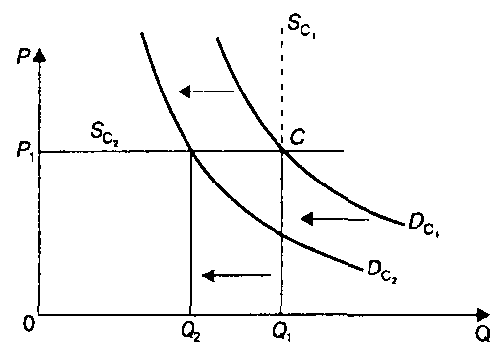 S_C₁
P
S_C₂
C
P₁
D_C₁
D_C₂
0
Q₂
Q₁
Q